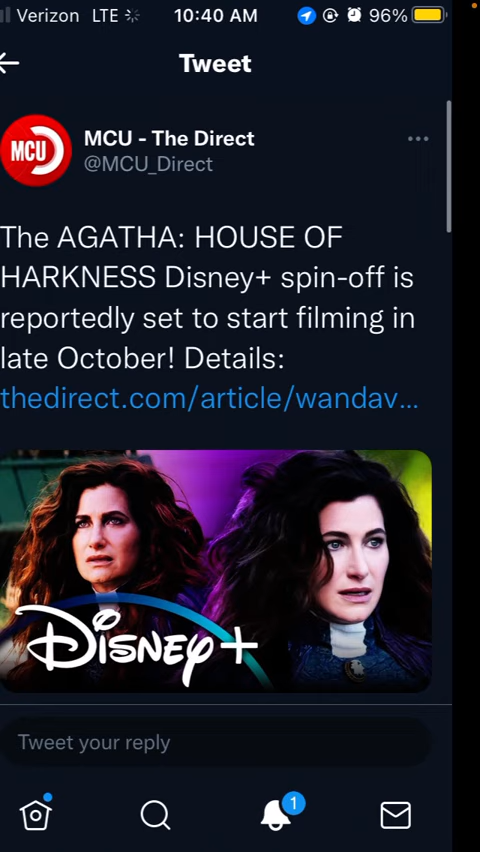 Verizon LTE 10:40 AM 96%
Tweet
MCU
MCU - The Direct
@MCU_Direct
The AGATHA: HOUSE OF
HARKNESS Disney+ spin-off is
reportedly set to start filming in
late October! Details:
thedirect.com/article/wandav...
Disney+
Tweet your reply
1